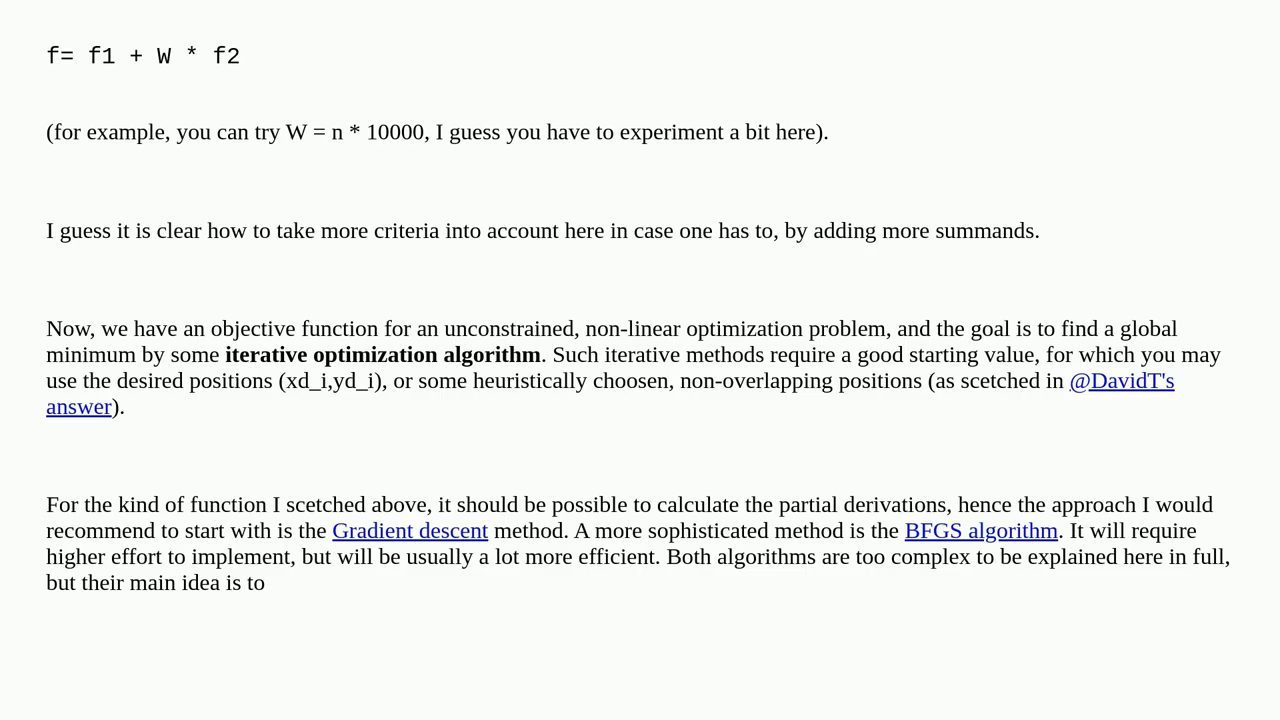 f= f1 + W * f2
(for example, you can try W = n * 10000, I guess you have to experiment a bit here).
I guess it is clear how to take more criteria into account here in case one has to, by adding more summands.
Now, we have an objective function for an unconstrained, non-linear optimization problem, and the goal is to find a global
minimum by some iterative optimization algorithm. Such iterative methods require a good starting value, for which you may
use the desired positions (xd_i,yd_i), or some heuristically choosen, non-overlapping positions (as scetched in @DavidT's
answer).
For the kind of function I scetched above, it should be possible to calculate the partial derivations, hence the approach I would
recommend to start with is the Gradient descent method. A more sophisticated method is the BFGS algorithm. It will require
higher effort to implement, but will be usually a lot more efficient. Both algorithms are too complex to be explained here in full,
but their main idea is to